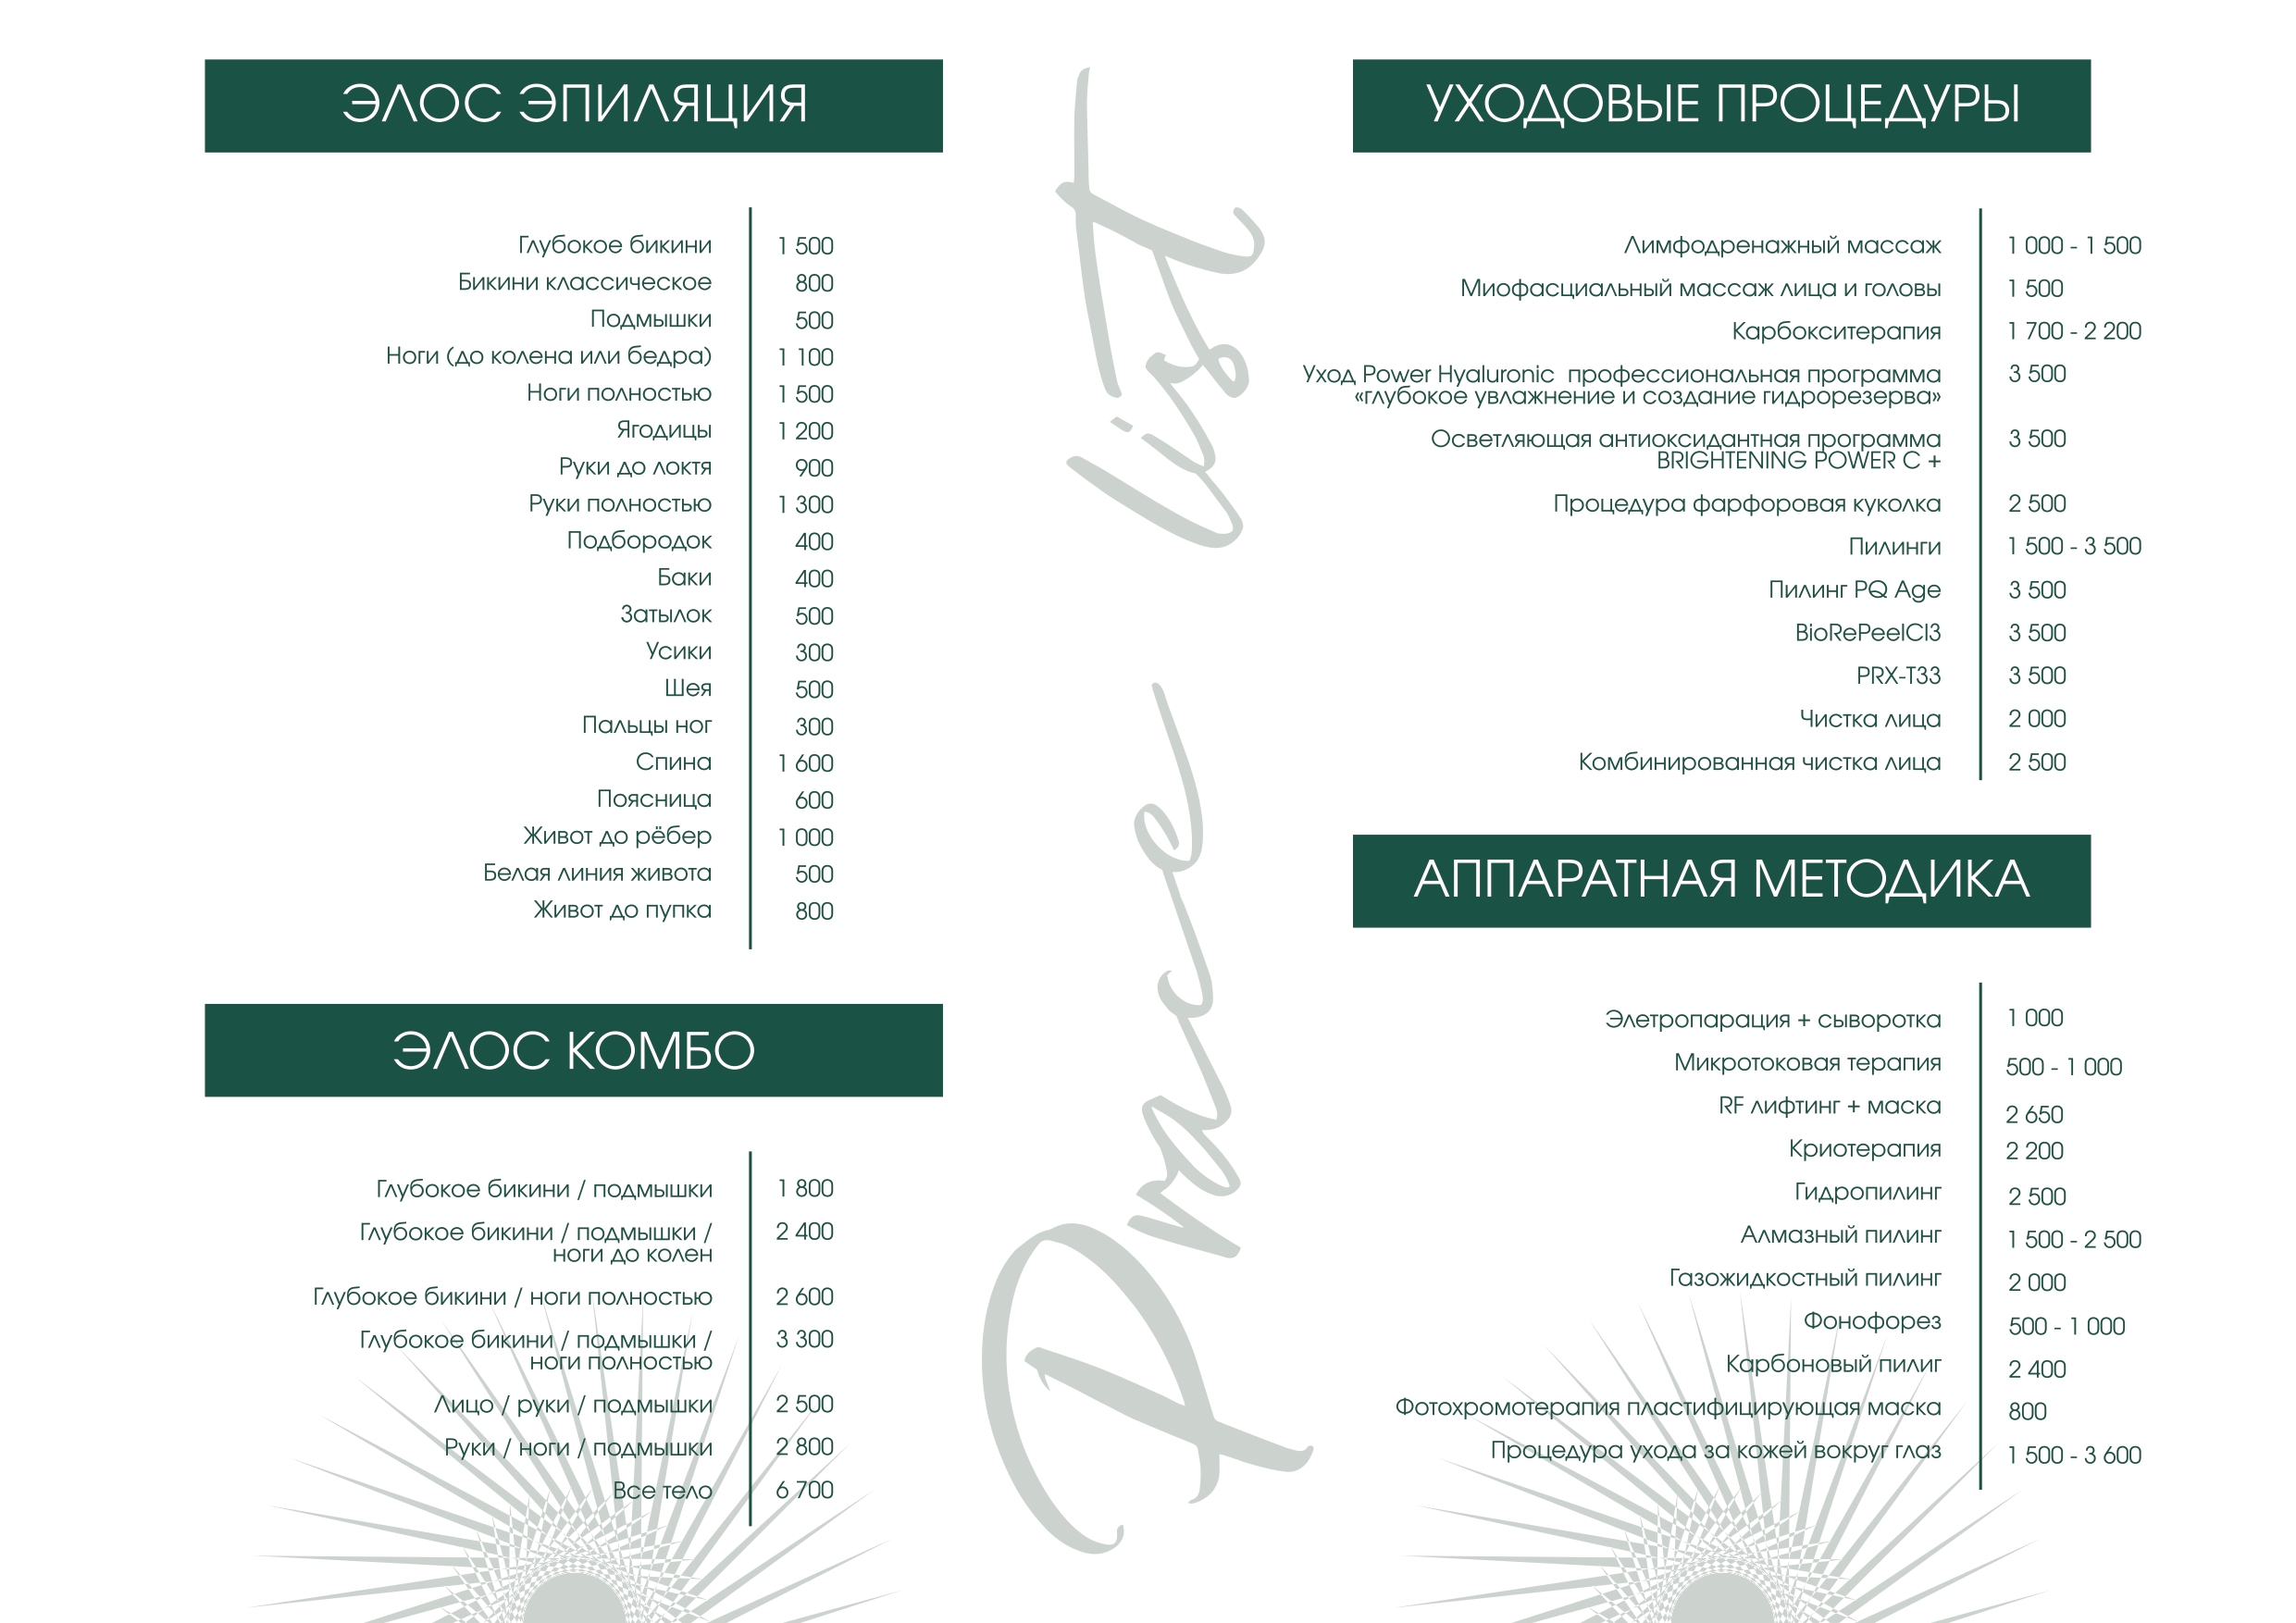 ЭЛОС ЭПИЛЯЦИЯ
Глубокое бикини 1 500
Бикини классическое 800
Подмышки 500
Ноги (до колена или бедра) 1 100
Ноги полностью 1 500
Ягодицы 1 200
Руки до локтя 900
Руки полностью 1 300
Подбородок 400
Баки 400
Затылок 500
Усики 300
Шея 500
Пальцы ног 300
Спина 1 600
Поясница 600
Живот до рёбер 1 000
Белая линия живота 500
Живот до пупка 800
ЭЛОС КОМБО
Глубокое бикини / подмышки 1 800
Глубокое бикини / подмышки / 2 400
ноги до колен
Глубокое бикини / ноги полностью 2 600
Глубокое бикини / подмышки / 3 300
ноги полностью
Лицо / руки / подмышки 2 500
Руки / ноги / подмышки 2 800
Все тело 6 700
Price list
УХОДОВЫЕ ПРОЦЕДУРЫ
Лимфодренажный массаж 1 000 - 1 500
Миофасциальный массаж лица и головы 1 500
Карбокситерапия 1 700 - 2 200
Уход Power Hyaluronic профессиональная программа 3 500
«глубокое увлажнение и создание гидрорезерва»
Осветляющая антиоксидантная программа 3 500
BRIGHTENING POWER C +
Процедура фарфоровая куколка 2 500
Пилинги 1 500 - 3 500
Пилинг PQ Age 3 500
BioRePeelCl3 3 500
PRX-T33 3 500
Чистка лица 2 000
Комбинированная чистка лица 2 500
АППАРАТНАЯ МЕТОДИКА
Элетропарация + сыворотка 1 000
Микротоковая терапия 500 - 1 000
RF лифтинг + маска 2 650
Криотерапия 2 200
Гидропилинг 2 500
Алмазный пилинг 1 500 - 2 500
Газожидкостный пилинг 2 000
Фонофорез 500 - 1 000
Карбоновый пилиг 2 400
Фотохромотерапия пластифицирующая маска 800
Процедура ухода за кожей вокруг глаз 1 500 - 3 600